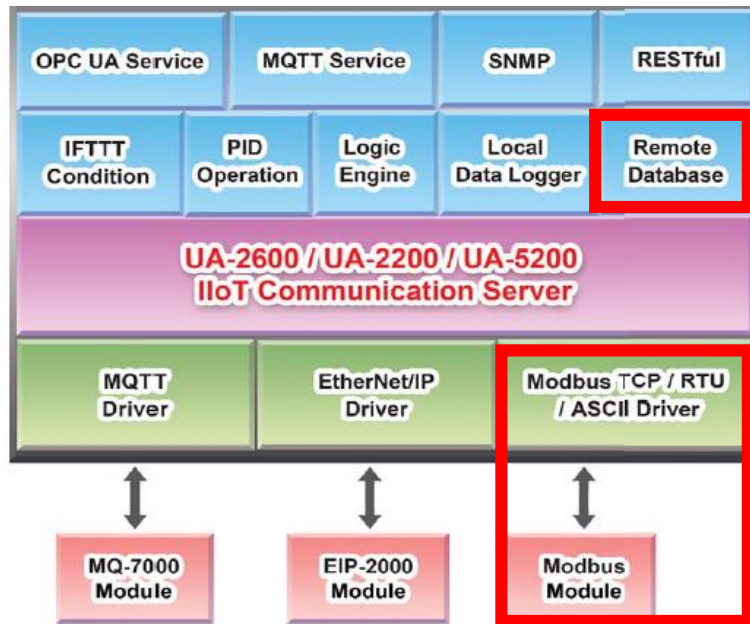 OPC UA Service
MQTT Service
SNMP
RESTful
IFTTT
Condition
PID
Operation
Logic
Engine
Local
Data Logger
Remote
Database
UA-2600 / UA-2200 / UA-5200
IIoT Communication Server
MQTT
Driver
EtherNet/IP
Driver
Modbus TCP / RTU
/ ASCII Driver
MQ-7000
Module
EIP-2000
Module
Modbus
Module